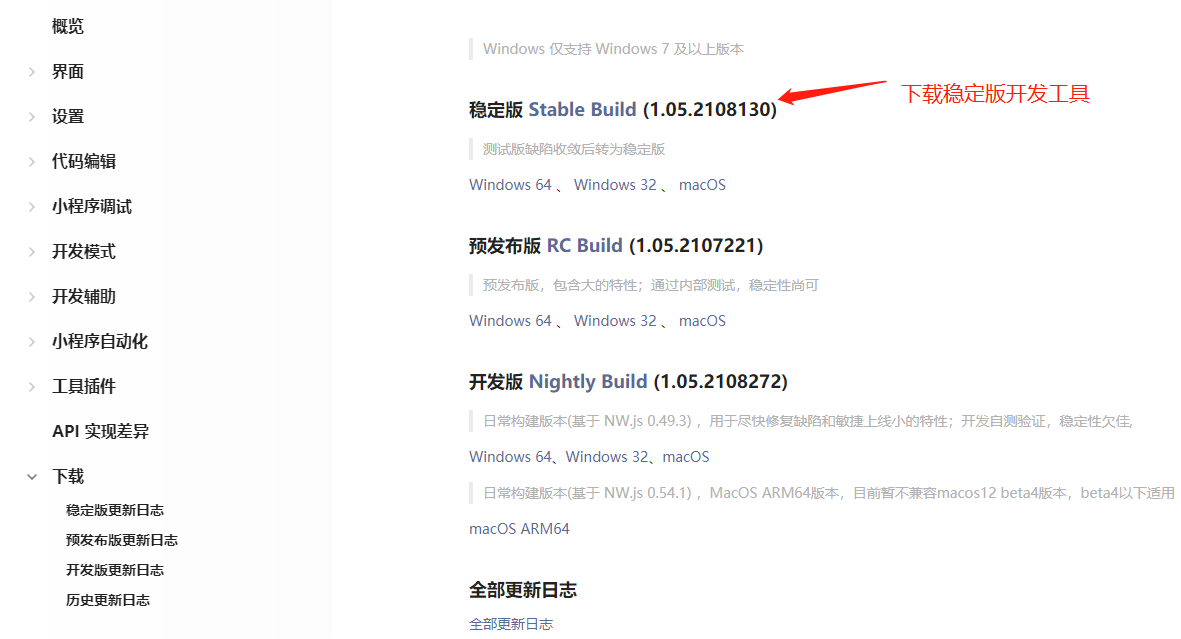 概览
界面
设置
代码编辑
小程序调试
开发模式
开发辅助
小程序自动化
工具插件
API 实现差异
下载
稳定版更新日志
预发布版更新日志
开发版更新日志
历史更新日志
Windows 仅支持 Windows 7 及以上版本
稳定版 Stable Build (1.05.2108130)
下载稳定版开发工具
测试版缺陷收敛后转为稳定版
Windows 64 、 Windows 32 、 macOS
预发布版 RC Build (1.05.2107221)
预发布版，包含大的特性；通过内部测试，稳定性尚可
Windows 64 、 Windows 32 、 macOS
开发版 Nightly Build (1.05.2108272)
日常构建版本(基于 NW.js 0.49.3) ，用于尽快修复缺陷和敏捷上线小的特性；开发自测验证，稳定性欠佳,
Windows 64、Windows 32、macOS
日常构建版本(基于 NW.js 0.54.1) ，MacOS ARM64版本，目前暂不兼容macos12 beta4版本，beta4以下适用
macOS ARM64
全部更新日志
全部更新日志